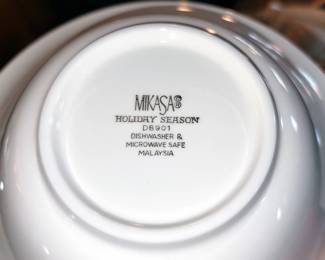 MIKASA
HOLIDAY SEASON
DB901
DISHWASHER &
MICROWAVE SAFE
MALAYSIA